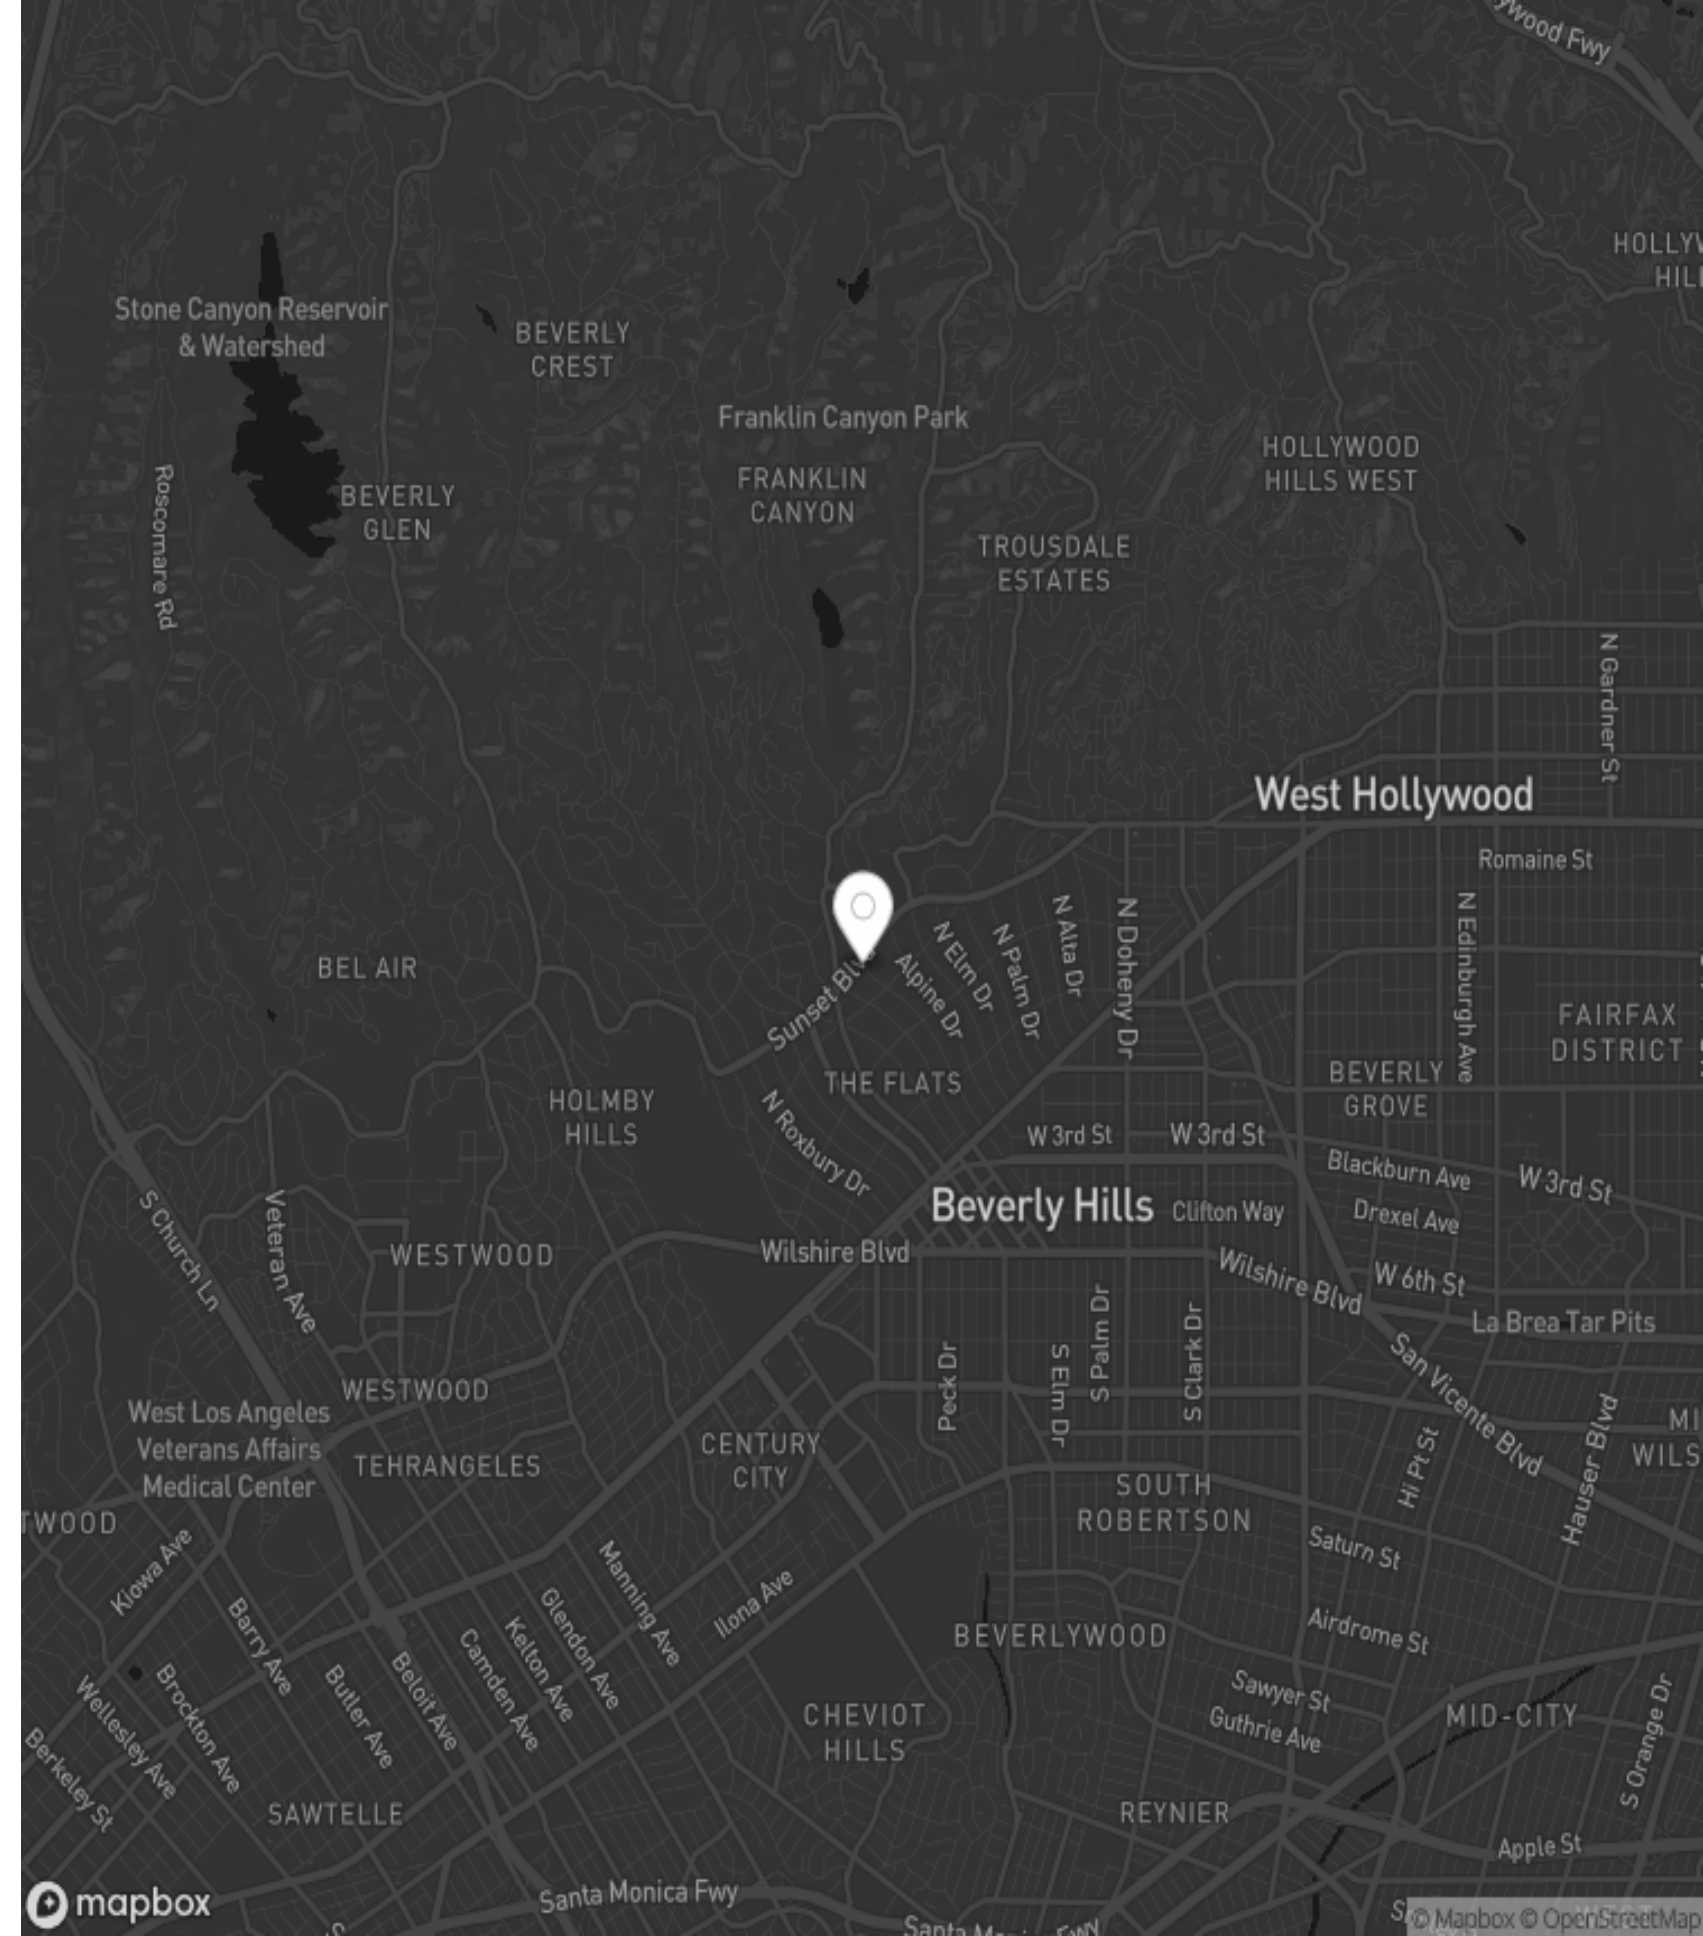 ywood Fwy
HOLLYW
HILL
Stone Canyon Reservoir
& Watershed
BEVERLY
CREST
Franklin Canyon Park
FRANKLIN
CANYON
HOLLYWOOD
HILLS WEST
Roscomare Rd
BEVERLY
GLEN
TROUSDALE
ESTATES
N Gardner St
West Hollywood
Romaine St
N Edinburgh Ave
BEL AIR
Sunset Blv
Alpine Dr
N Elm Dr
N Palm Dr
N Alta Dr
N Doheny Dr
FAIRFAX
DISTRICT
THE FLATS
BEVERLY
GROVE
HOLMBY
HILLS
N Roxbury Dr
W 3rd St
W 3rd St
Blackburn Ave
W 3rd St
Beverly Hills
Clifton Way
Drexel Ave
S Church Ln
Veteran Ave
WESTWOOD
Wilshire Blvd
Wilshire Blvd
W 6th St
La Brea Tar Pits
Peck Dr
S Elm Dr
S Palm Dr
S Clark Dr
San Vicente Blvd
WESTWOOD
West Los Angeles
Veterans Affairs
Medical Center
TEHRANGELES
CENTURY
CITY
Hi Pt St
Hauser Blvd
MI
WILS
SOUTH
ROBERTSON
TWOOD
Kiowa Ave
Saturn St
Manning Ave
Ilona Ave
Glendon Ave
Kelton Ave
Camden Ave
Barry Ave
Beloit Ave
Butler Ave
Brockton Ave
Wellesley Ave
Berkeley St
BEVERLYWOOD
Airdrome St
Sawyer St
Guthrie Ave
MID-CITY
S Orange Dr
CHEVIOT
HILLS
SAWTELLE
REYNIER
Apple St
Santa Monica Fwy
mapbox
© Mapbox © OpenStreetMap